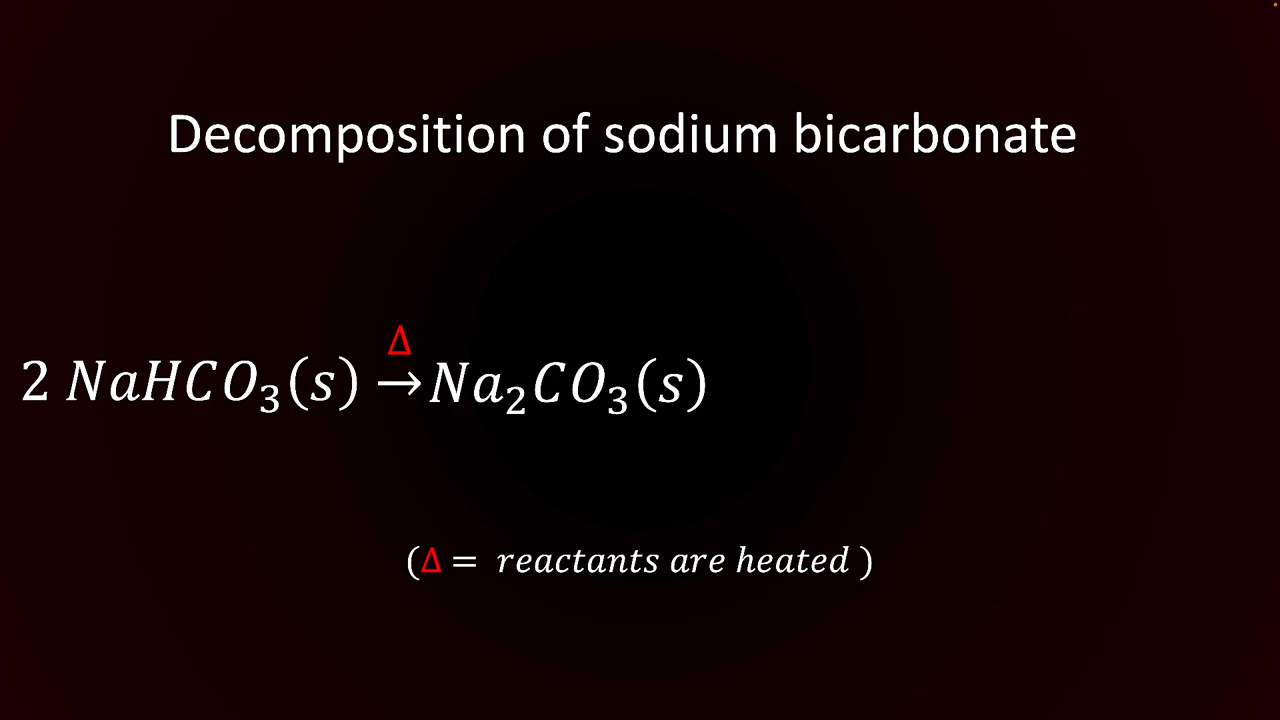 Decomposition of sodium bicarbonate
Δ
2 NaHCO₃(s) → Na₂CO₃(s)
(Δ = reactants are heated )